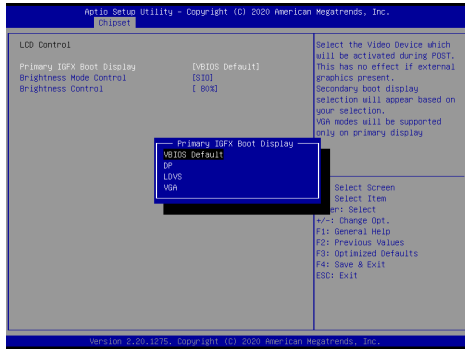 Aptio Setup Utility - Copyright (C) 2020 American Megatrends, Inc.
Chipset
LCD Control
Primary IGFX Boot Display [VBIOS Default]
Brightness Mode Control [SIO]
Brightness Control [ 80%]
Select the Video Device which
will be activated during POST.
This has no effect if external
graphics present.
Secondary boot display
selection will appear based on
your selection.
VGA modes will be supported
only on primary display
Primary IGFX Boot Display
VBIOS Default
DP
LDVS
VGA
Select Screen
Select Item
er: Select
+/-: Change Opt.
F1: General Help
F2: Previous Values
F3: Optimized Defaults
F4: Save & Exit
ESC: Exit
Version 2.20.1275. Copyright (C) 2020 American Megatrends, Inc.